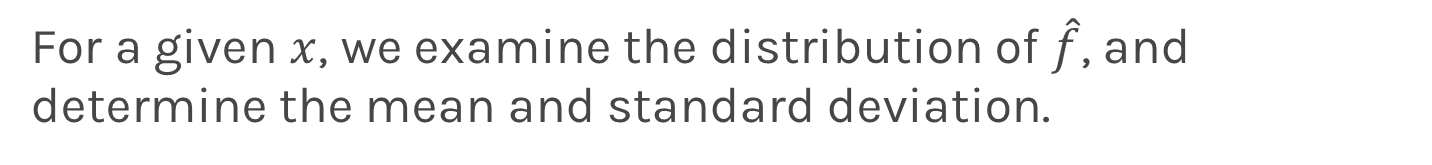 For a given x, we examine the distribution of f̂, and
determine the mean and standard deviation.